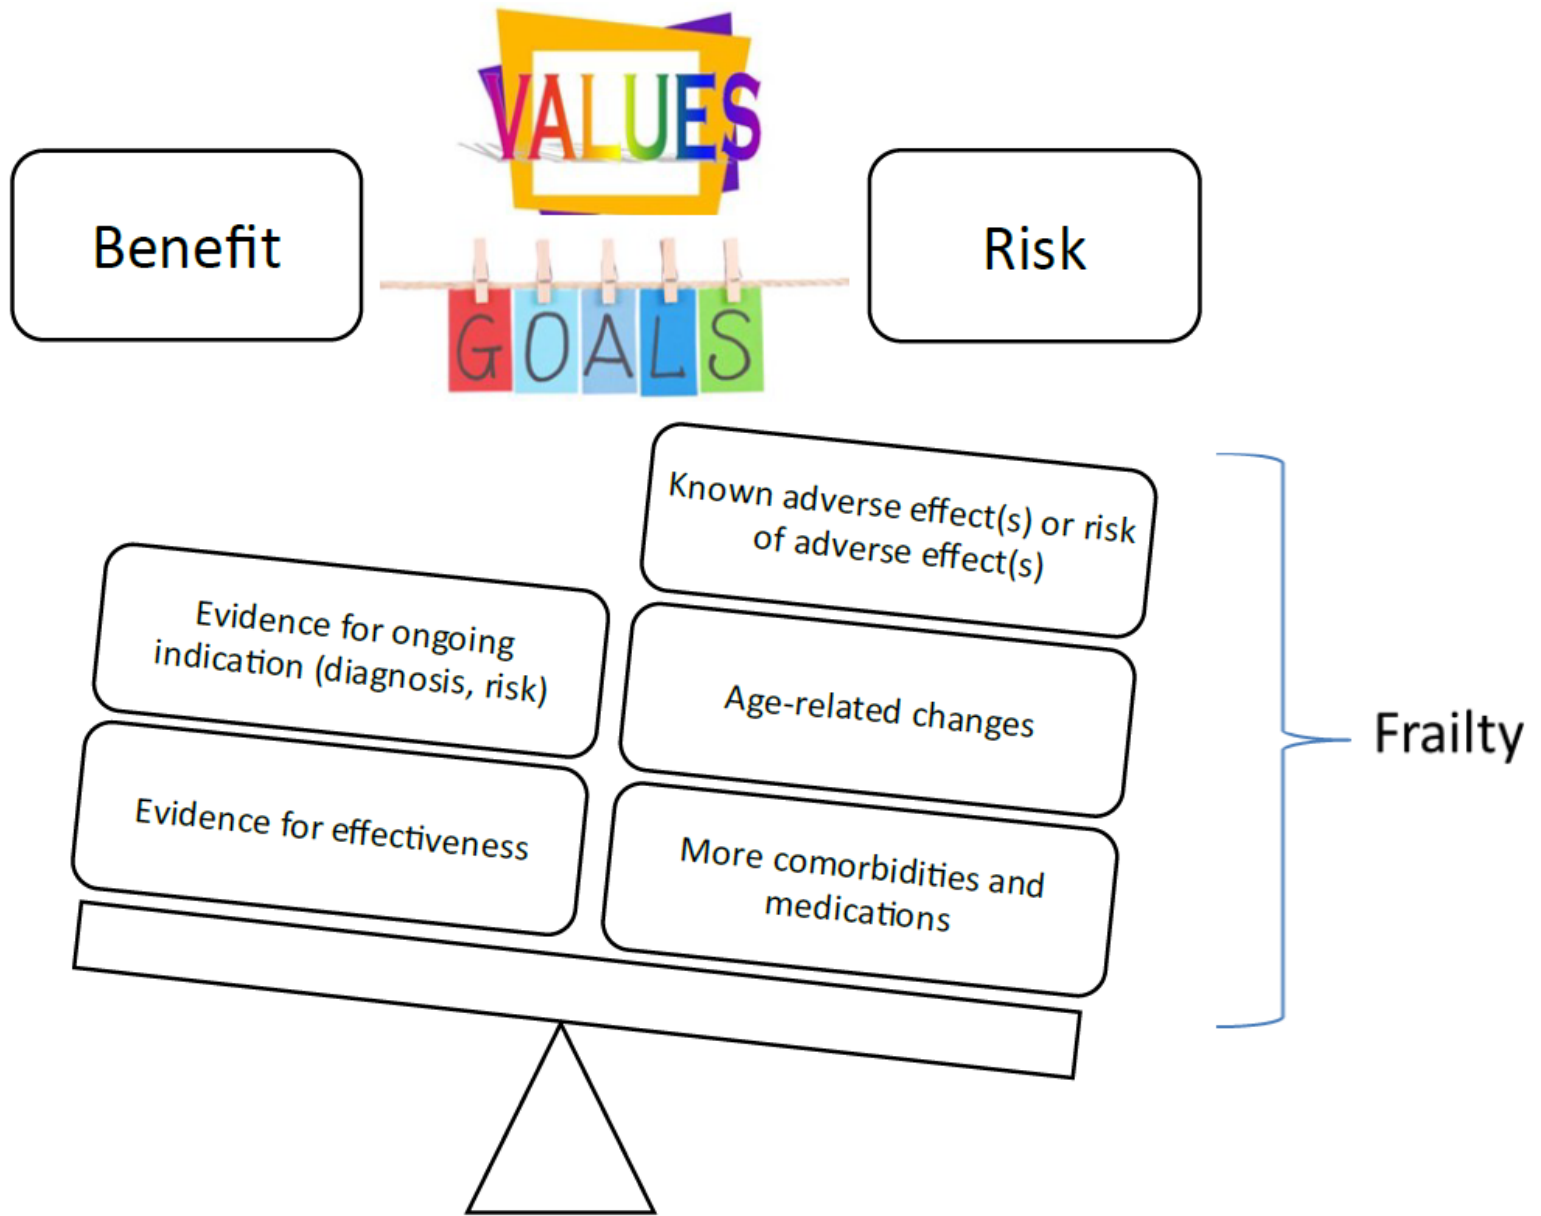 VALUES
Benefit
Risk
GOALS
Known adverse effect(s) or risk
of adverse effect(s)
Evidence for ongoing
indication (diagnosis, risk)
Age-related changes
Frailty
Evidence for effectiveness
More comorbidities and
medications